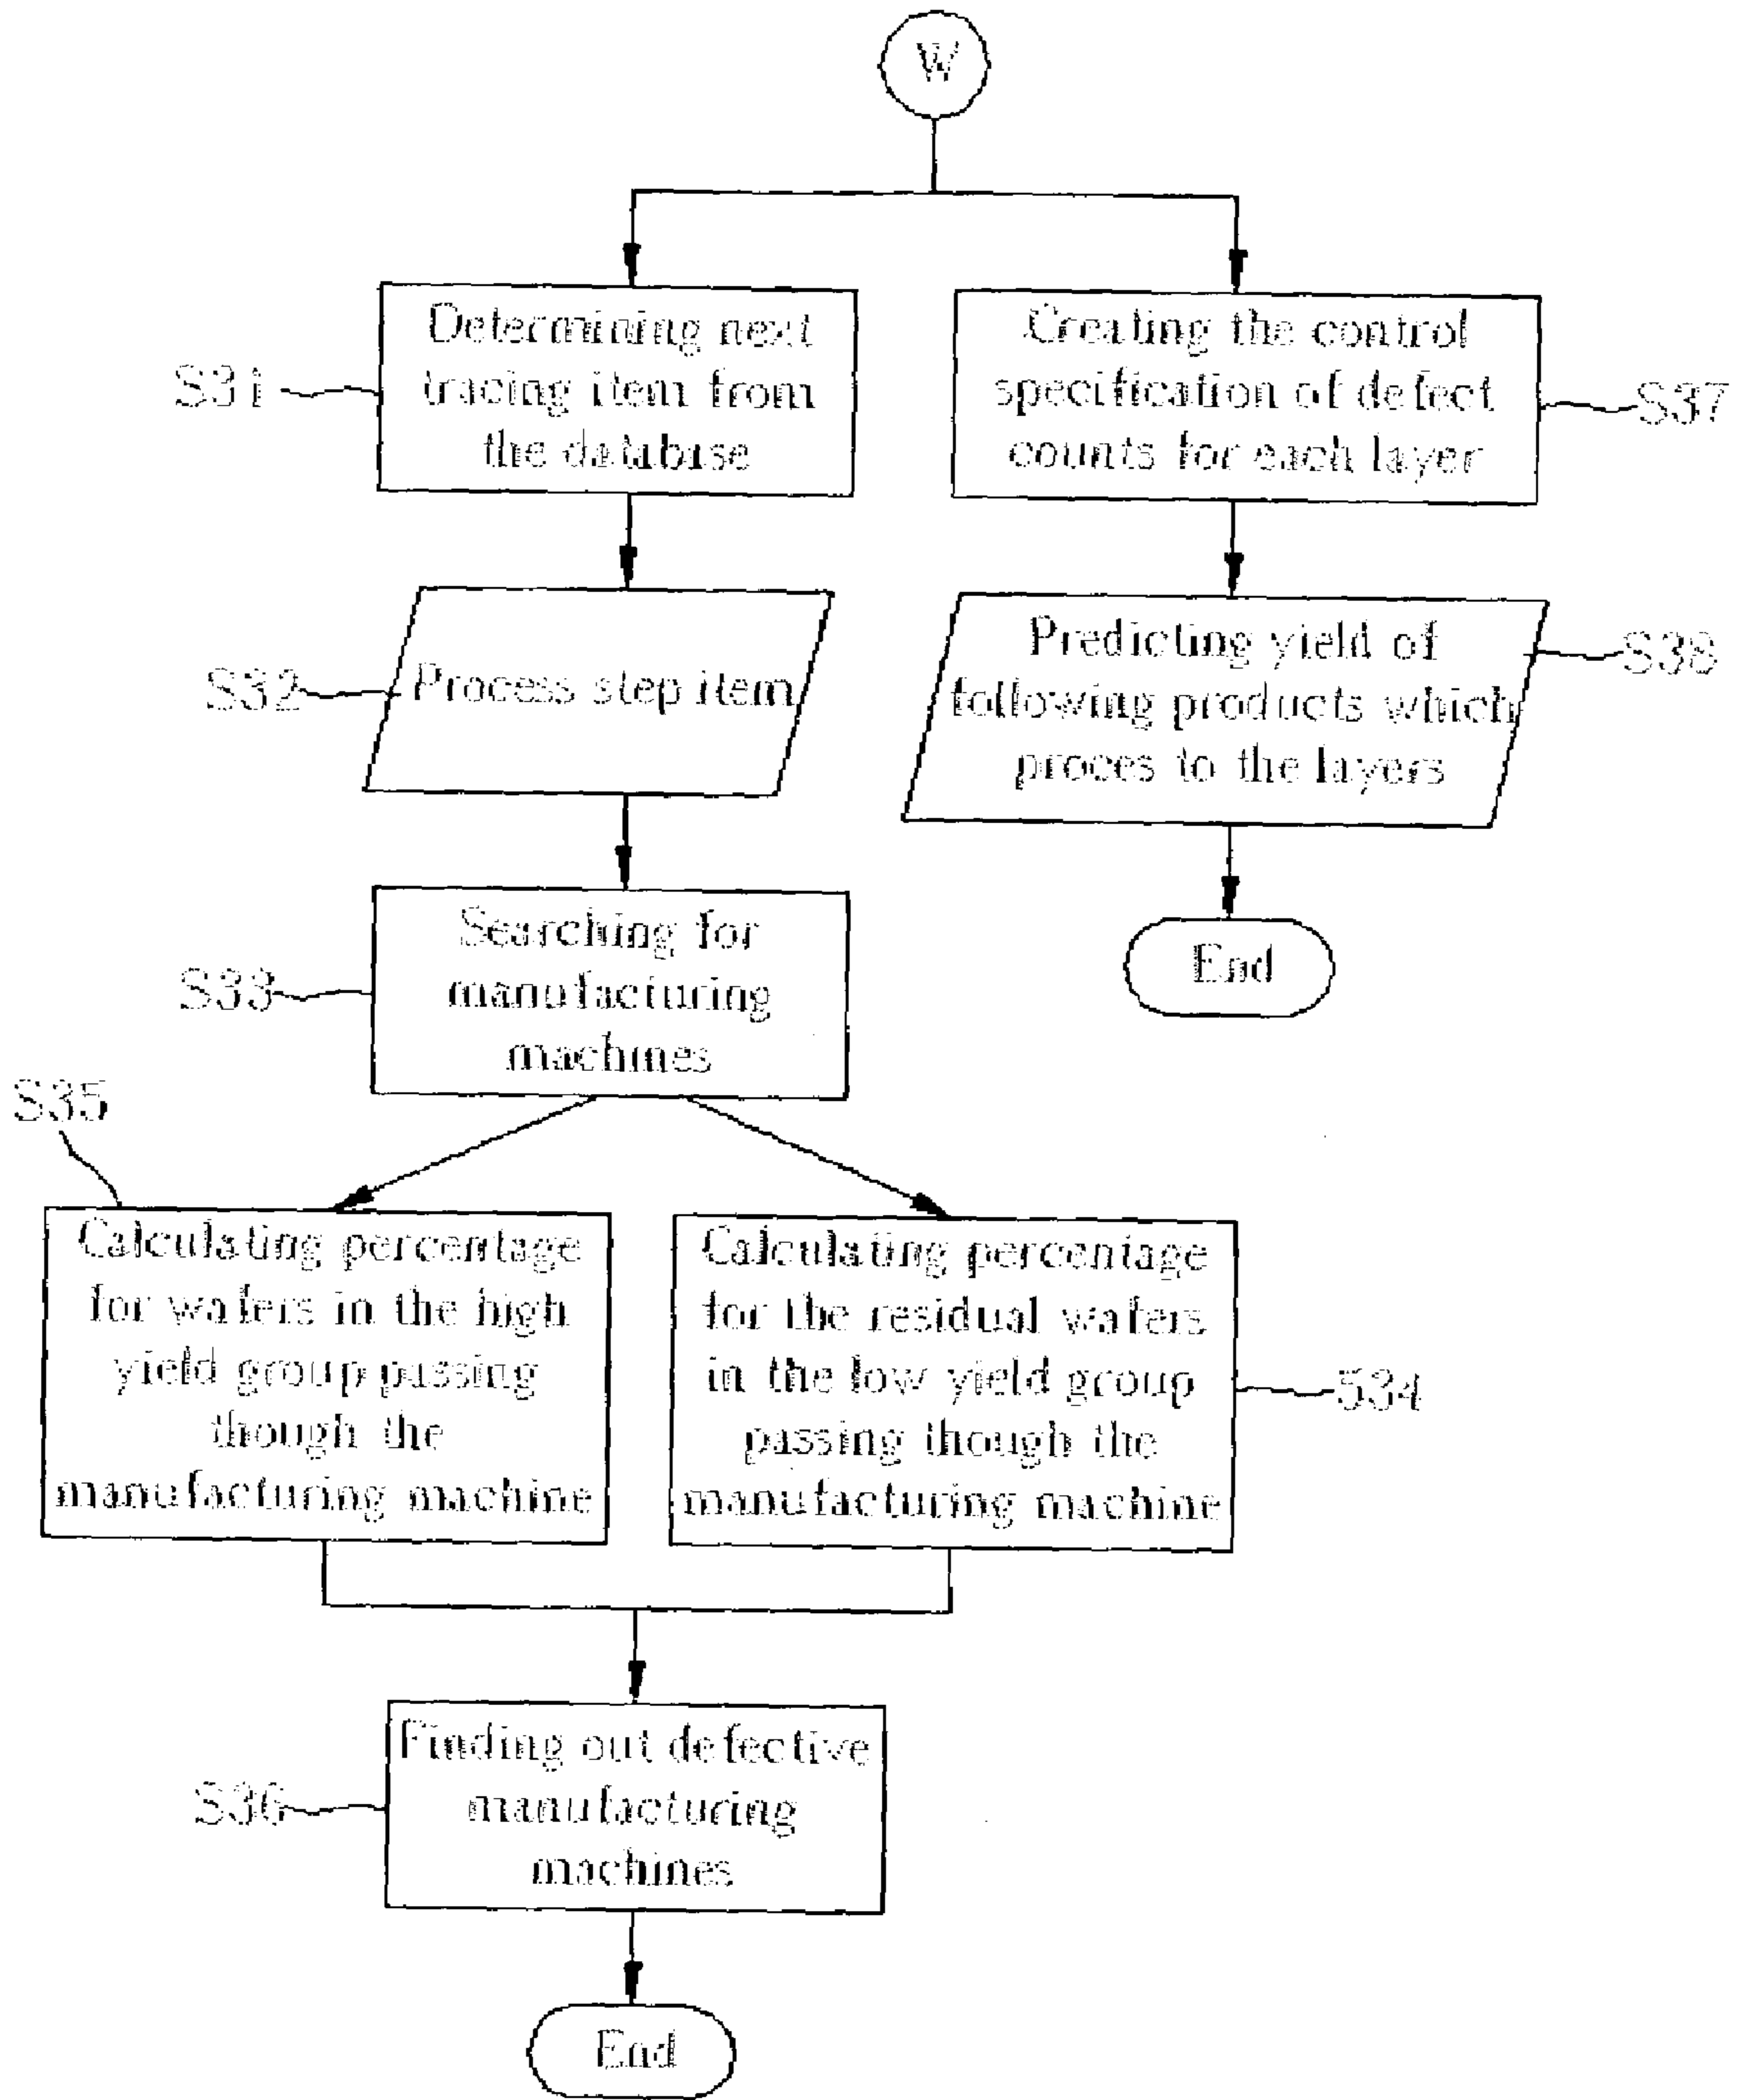 W
Determining next
tracing item from
the database
S31
Creating the control
specification of defect
counts for each layer
S37
Process step item
S32
Predicting yield of
following products which
proces to the layers
S38
Searching for
manufacturing
machines
S33
End
S35
Calculating percentage
for wafers in the high
yield group passing
though the
manufacturing machine
Calculating percentage
for the residual wafers
in the low yield group
passing though the
manufacturing machine
534
Finding out defective
manufacturing
machines
S36
End